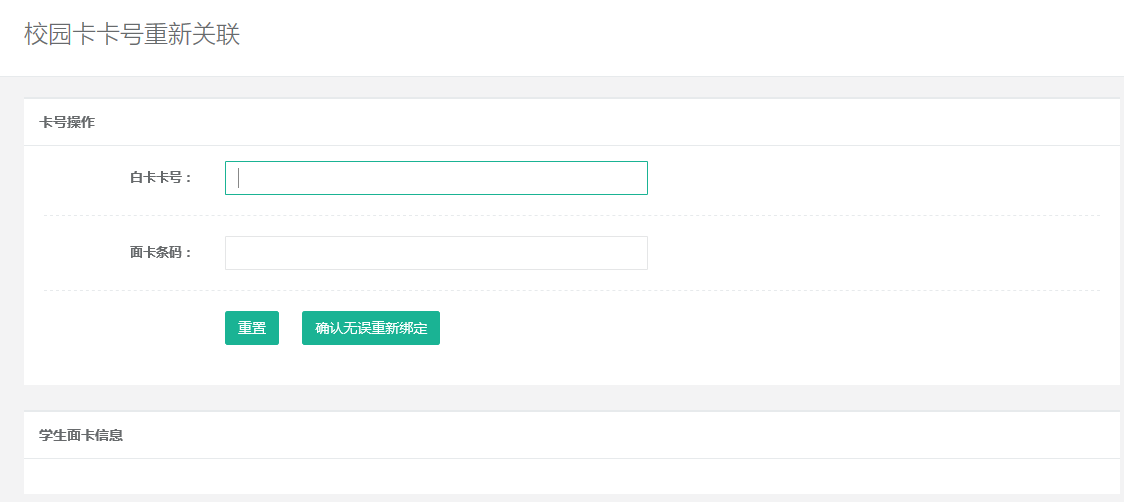 校园卡卡号重新关联
卡号操作
白卡卡号：
面卡条码：
重置 确认无误重新绑定
学生面卡信息